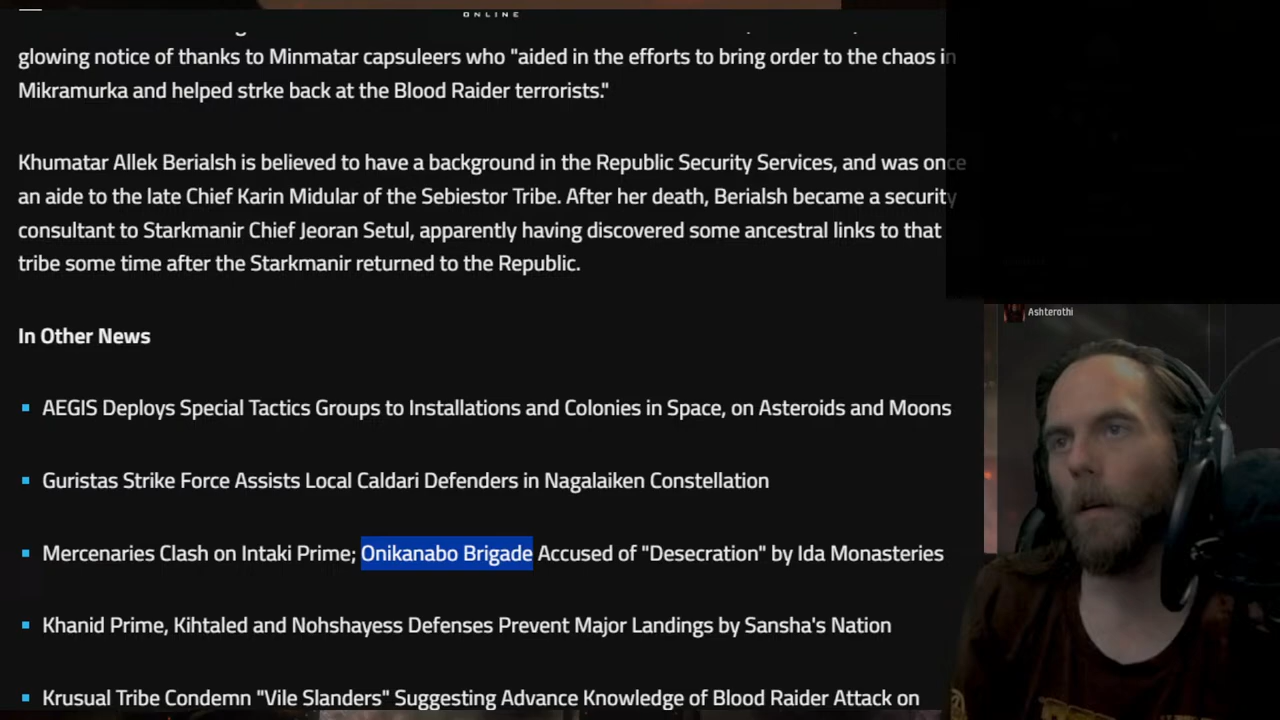 ONLINE
glowing notice of thanks to Minmatar capsuleers who "aided in the efforts to bring order to the chaos in
Mikramurka and helped strke back at the Blood Raider terrorists."
Khumatar Allek Berialsh is believed to have a background in the Republic Security Services, and was once
an aide to the late Chief Karin Midular of the Sebiestor Tribe. After her death, Berialsh became a security
consultant to Starkmanir Chief Jeoran Setul, apparently having discovered some ancestral links to that
tribe some time after the Starkmanir returned to the Republic.
In Other News
AEGIS Deploys Special Tactics Groups to Installations and Colonies in Space, on Asteroids and Moons
Guristas Strike Force Assists Local Caldari Defenders in Nagalaiken Constellation
Mercenaries Clash on Intaki Prime; Onikanabo Brigade Accused of "Desecration" by Ida Monasteries
Khanid Prime, Kihtaled and Nohshayess Defenses Prevent Major Landings by Sansha's Nation
Krusual Tribe Condemn "Vile Slanders" Suggesting Advance Knowledge of Blood Raider Attack on
Ashterothi